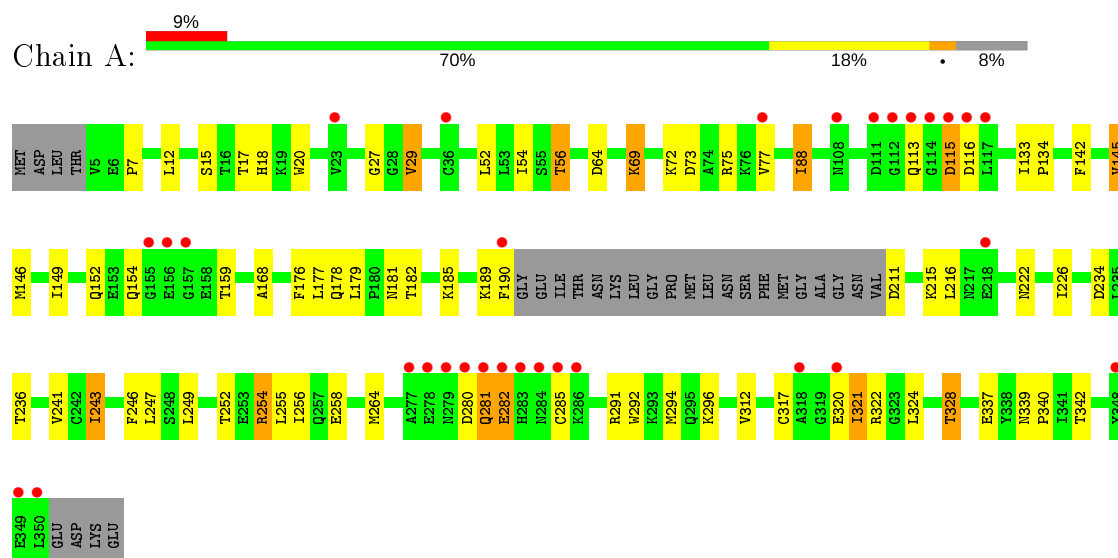 9%
Chain A:
70% 18% • 8%
MET ASP LEU THR V5 E6 P7 L12 S15 T16 T17 H18 K19 W20 V23 G27 G28 V29 C36 L52 L53 I54 S55 T56 D64 K69 K72 D73 A74 R75 K76 V77 I88 N108 D111 G112 Q113 G114 D115 D116 L117 I133 P134 F142 V145
M146 I149 Q152 E153 Q154 G155 E156 G157 E158 T159 A168 F176 L177 Q178 L179 P180 N181 T182 K185 K189 F190 GLY GLU ILE THR ASN LYS LEU GLY PRO MET LEU ASN SER PHE MET GLY ALA GLY ASN VAL D211 K215 L216 N217 E218 N222 I226 D234 L235
T236 V241 C242 I243 F246 L247 S248 L249 T252 E253 R254 L255 I256 Q257 E258 M264 A277 E278 N279 D280 Q281 E282 H283 N284 C285 K286 R291 W292 K293 M294 Q295 K296 V312 C317 A318 G319 E320 I321 R322 G323 L324 T328 E337 Y338 N339 P340 I341 T342
E349 L350 GLU ASP LYS GLU